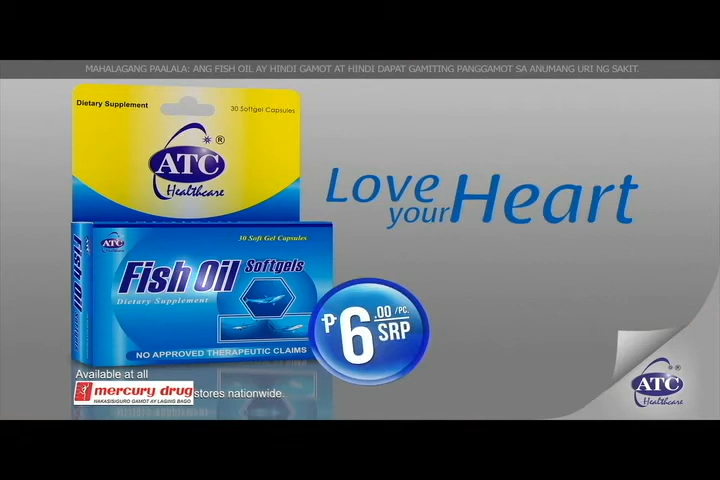 MAHALAGANG PAALALA: ANG FISH OIL AY HINDI GAMOT AT HINDI DAPAT GAMITING PANGGAMOT SA ANUMANG URI NG SAKIT.
Dietary Supplement
30 Softgel Capsules
ATC ®
Healthcare
Love your Heart
ATC
Healthcare
30 Soft Gel Capsules
Fish Oil Softgels
Dietary Supplement
NO APPROVED THERAPEUTIC CLAIMS
Fish Oil Softgels
₱6.00/PC. SRP
Available at all
mercury drug
NAKASISIGURO GAMOT AY LAGING BAGO
stores nationwide.
ATC ®
Healthcare